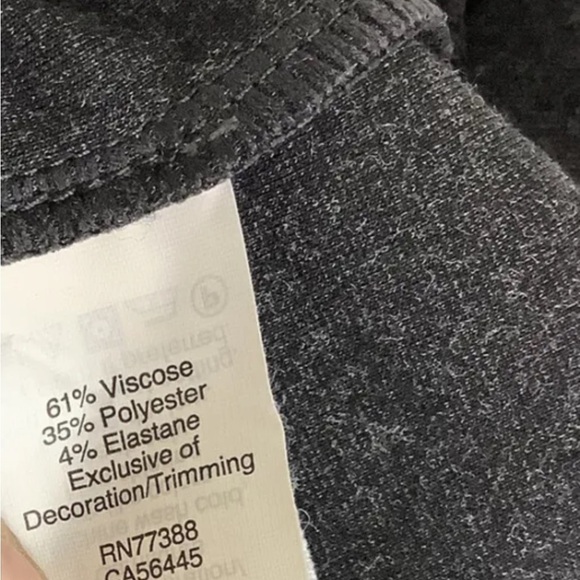 61% Viscose
35% Polyester
4% Elastane
Exclusive of
Decoration/Trimming
RN77388
CA56445